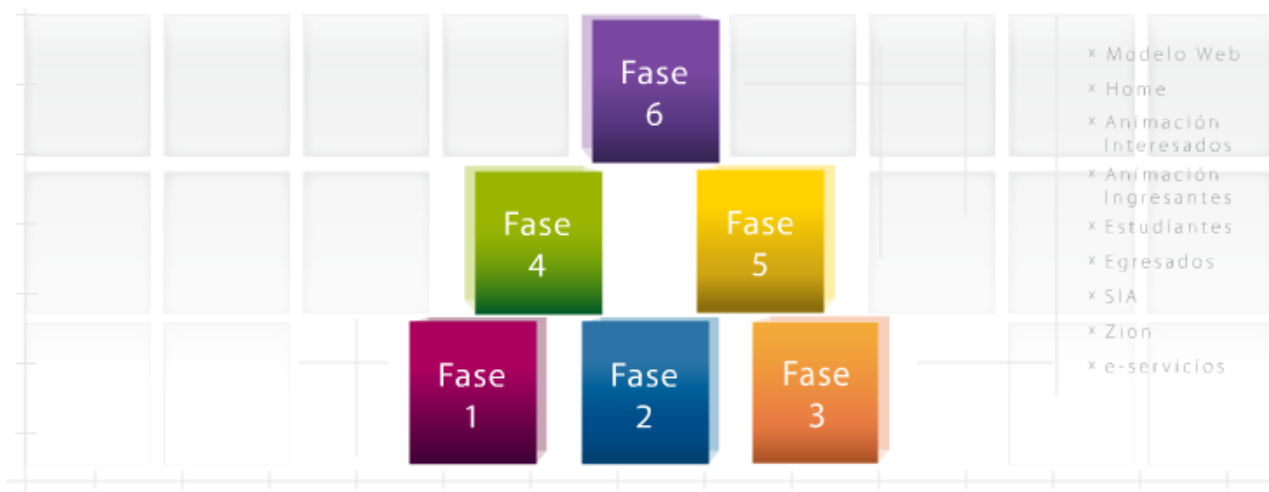 Fase
6
Fase
4
Fase
5
Fase
1
Fase
2
Fase
3
x Modelo Web
x Home
x Animación
Interesados
x Animación
Ingresantes
x Estudiantes
x Egresados
x SIA
x Zion
x e-servicios